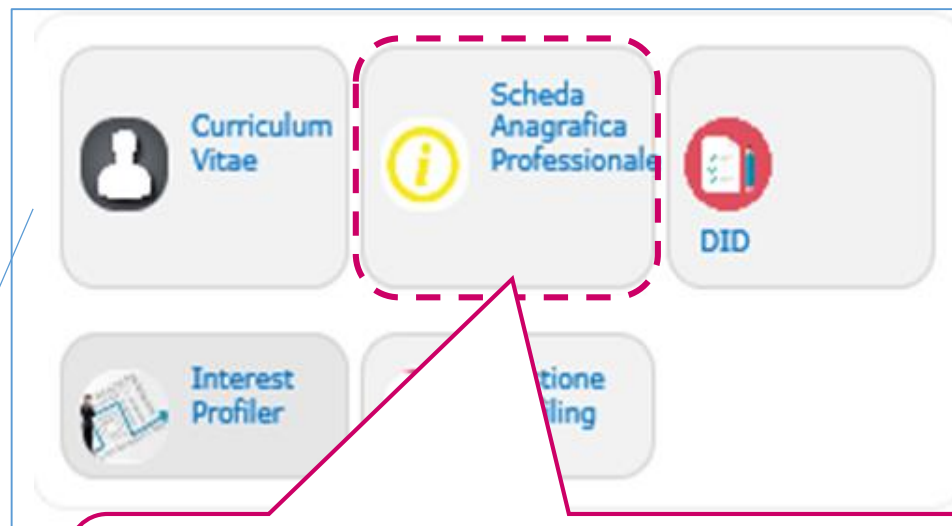 Curriculum
Vitae
Scheda
Anagrafica
Professionale
DID
Interest
Profiler